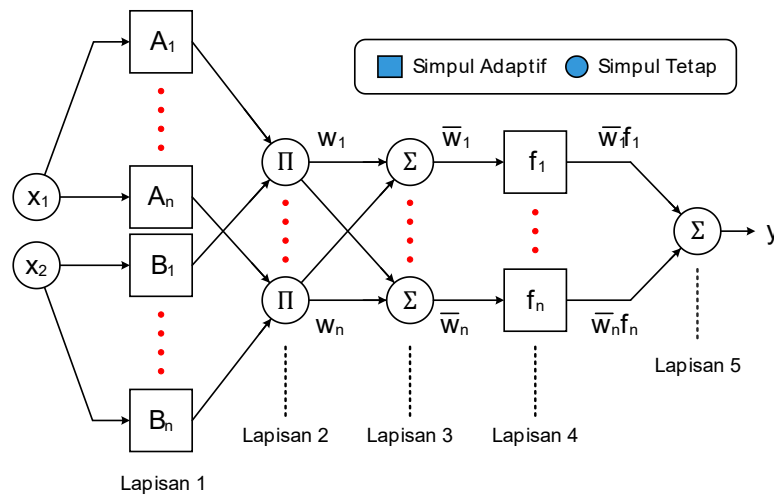 A₁
Simpul Adaptif
Simpul Tetap
w₁
w̅₁
w̅₁f₁
Π
Σ
f₁
x₁
Aₙ
Σ
y
x₂
B₁
Π
Σ
fₙ
wₙ
w̅ₙ
w̅ₙfₙ
Lapisan 5
Bₙ
Lapisan 2
Lapisan 3
Lapisan 4
Lapisan 1